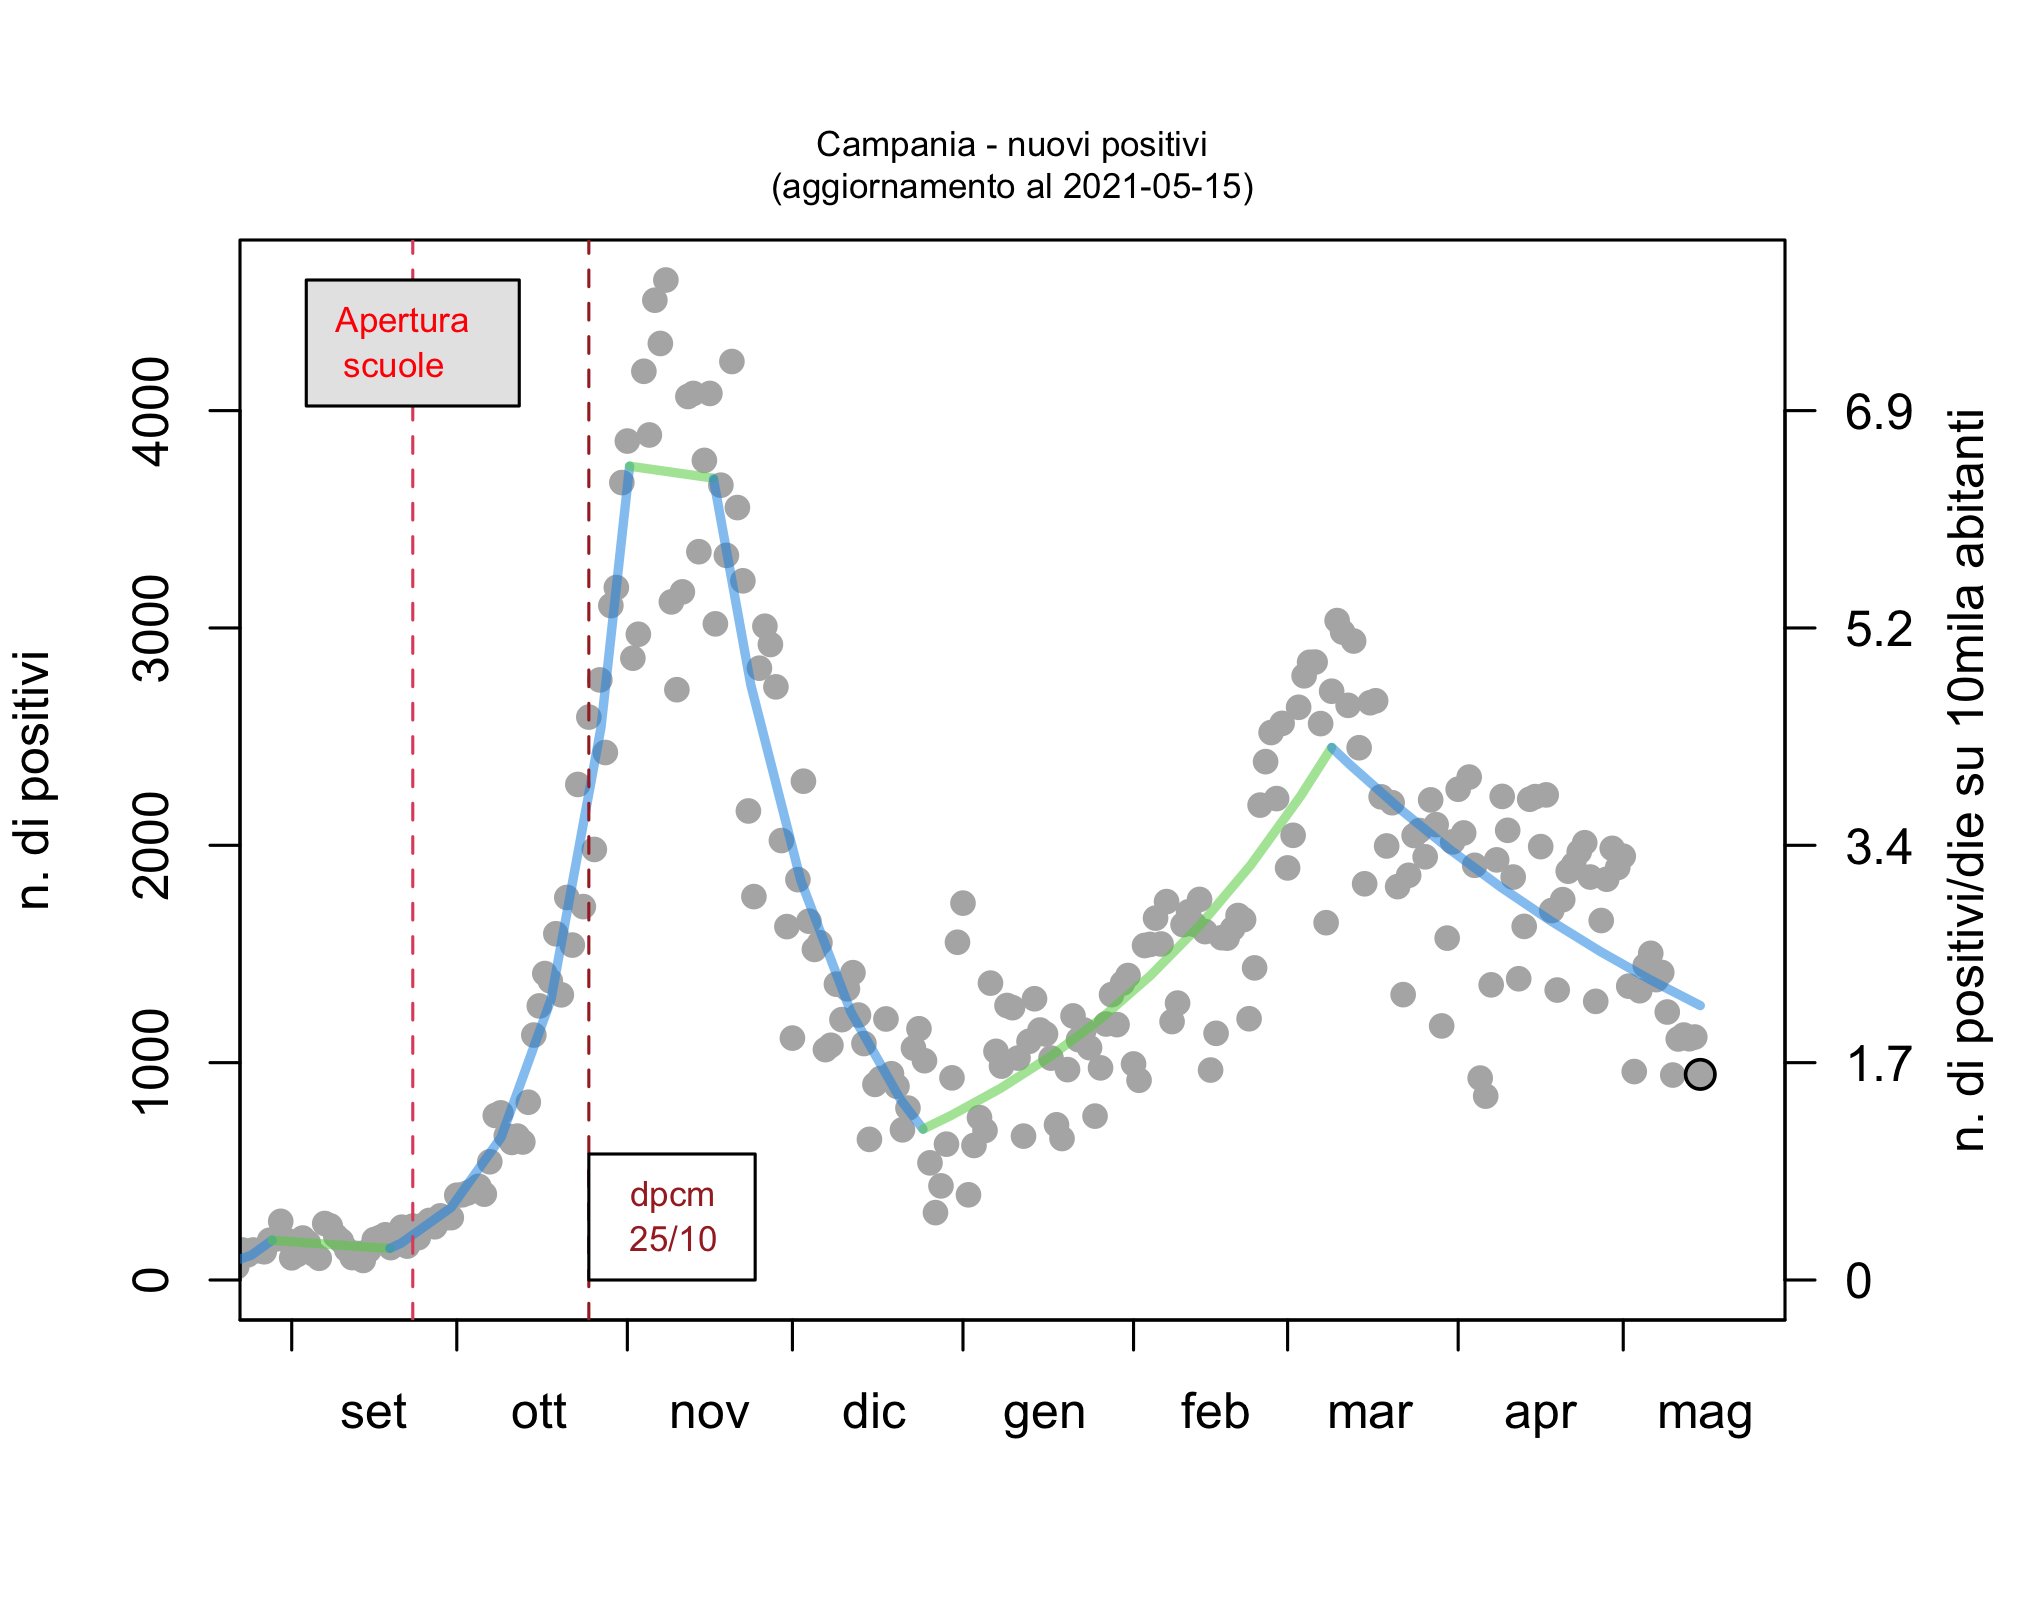 Campania - nuovi positivi
(aggiornamento al 2021-05-15)
Apertura
scuole
dpcm
25/10
n. di positivi
0
1000
2000
3000
4000
n. di positivi/die su 10mila abitanti
6.9
5.2
3.4
1.7
0
set ott nov dic gen feb mar apr mag